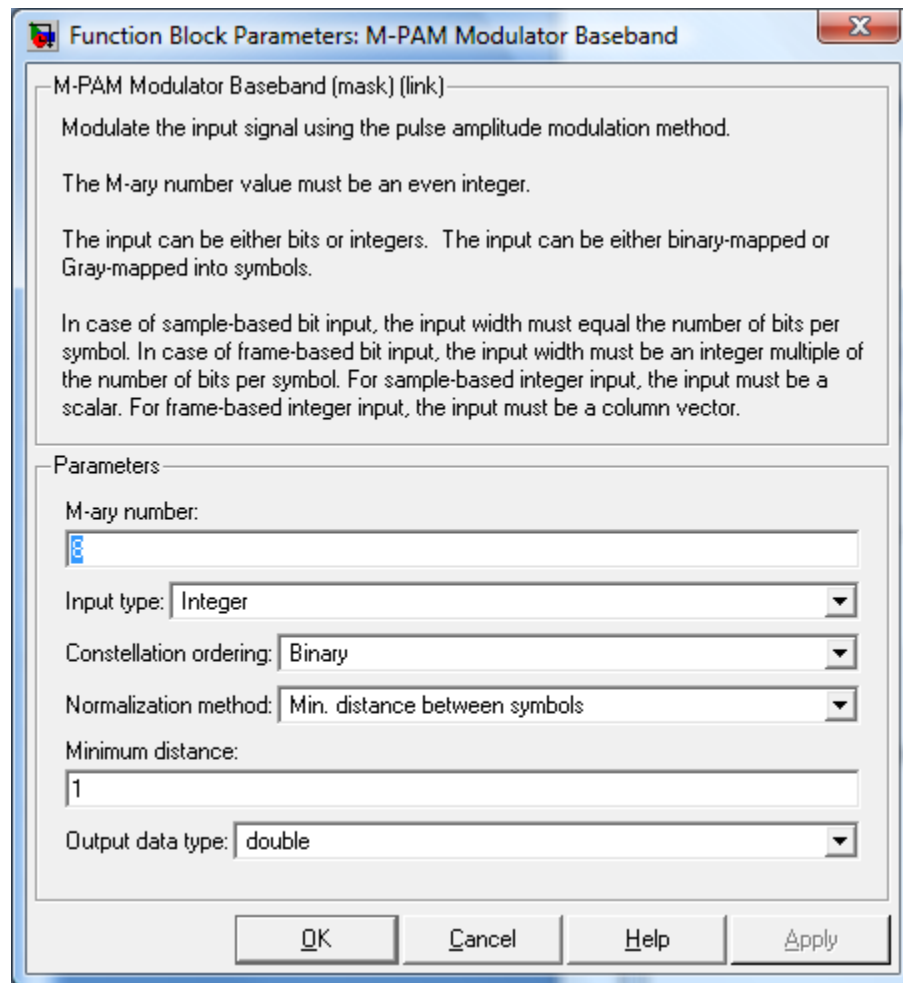 Function Block Parameters: M-PAM Modulator Baseband
M-PAM Modulator Baseband (mask) (link)
Modulate the input signal using the pulse amplitude modulation method.
The M-ary number value must be an even integer.
The input can be either bits or integers.  The input can be either binary-mapped or
Gray-mapped into symbols.
In case of sample-based bit input, the input width must equal the number of bits per
symbol. In case of frame-based bit input, the input width must be an integer multiple of
the number of bits per symbol. For sample-based integer input, the input must be a
scalar. For frame-based integer input, the input must be a column vector.
Parameters
M-ary number:
8
Input type: Integer
Constellation ordering: Binary
Normalization method: Min. distance between symbols
Minimum distance:
1
Output data type: double
OK Cancel Help Apply